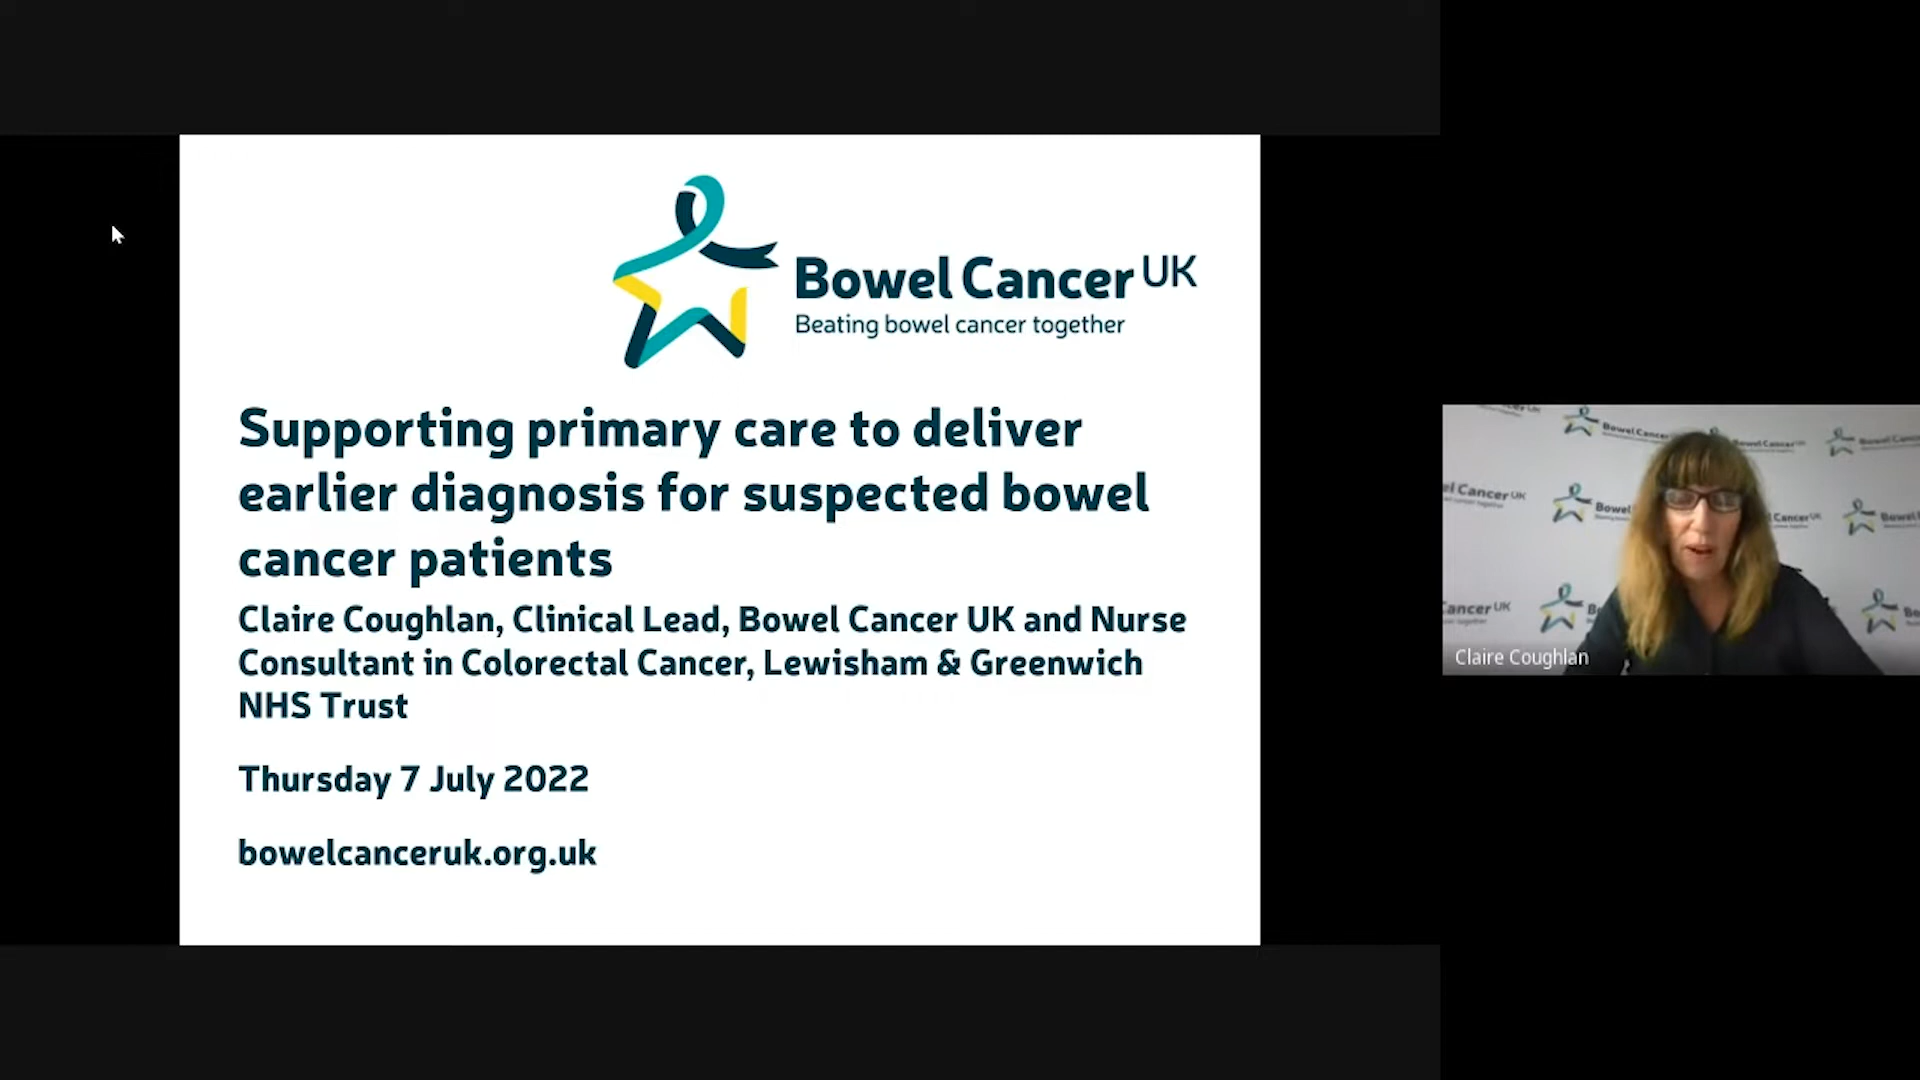 Bowel Cancer UK
Beating bowel cancer together
Supporting primary care to deliver
earlier diagnosis for suspected bowel
cancer patients
Claire Coughlan, Clinical Lead, Bowel Cancer UK and Nurse
Consultant in Colorectal Cancer, Lewisham & Greenwich
NHS Trust
Thursday 7 July 2022
bowelcanceruk.org.uk
Claire Coughlan